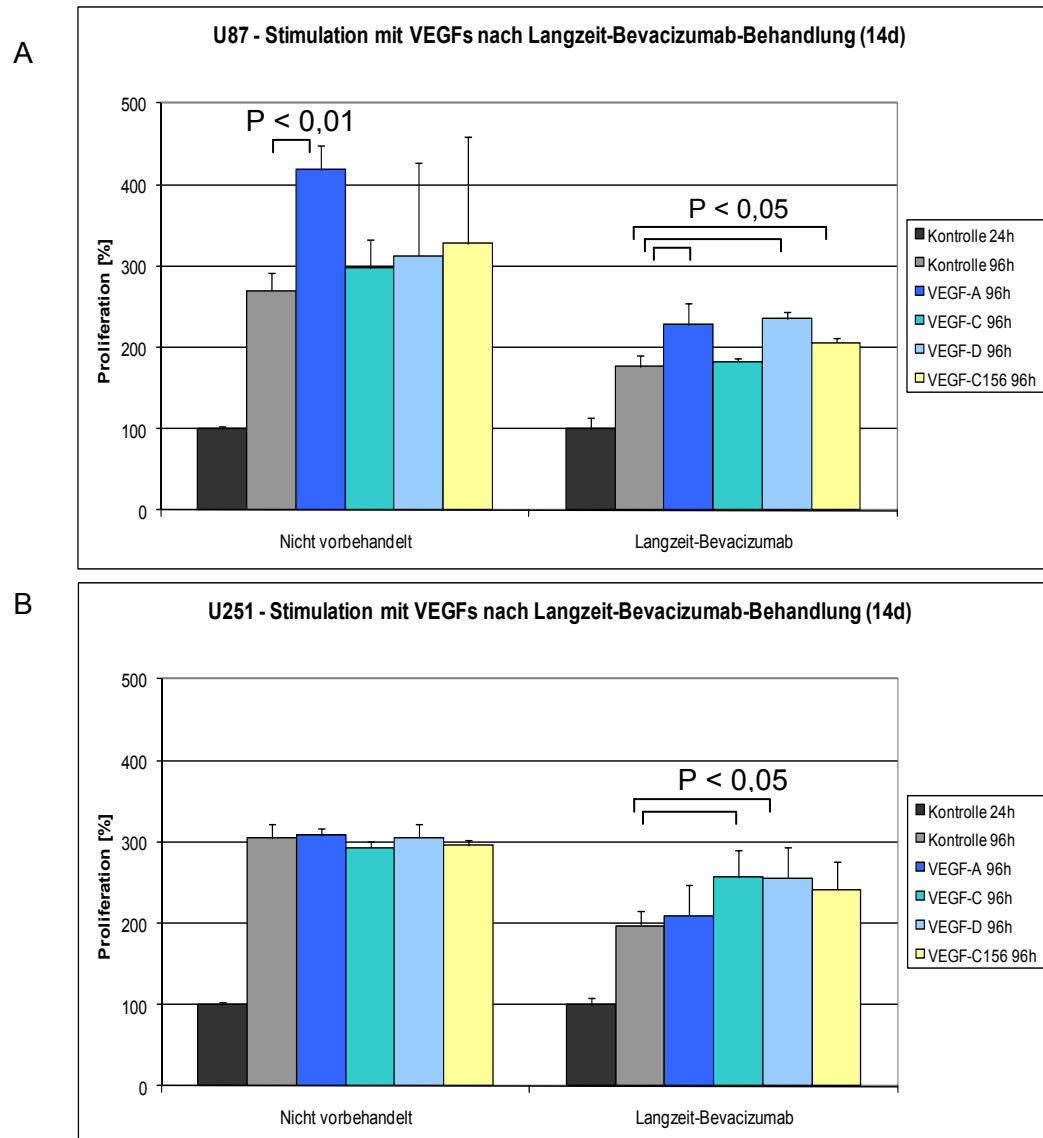 A
U87 - Stimulation mit VEGFs nach Langzeit-Bevacizumab-Behandlung (14d)
Proliferation [%]
500
400
300
200
100
0
P < 0,01
P < 0,05
Nicht vorbehandelt
Langzeit-Bevacizumab
Kontrolle 24h
Kontrolle 96h
VEGF-A 96h
VEGF-C 96h
VEGF-D 96h
VEGF-C156 96h
B
U251 - Stimulation mit VEGFs nach Langzeit-Bevacizumab-Behandlung (14d)
Proliferation [%]
500
400
300
200
100
0
P < 0,05
Nicht vorbehandelt
Langzeit-Bevacizumab
Kontrolle 24h
Kontrolle 96h
VEGF-A 96h
VEGF-C 96h
VEGF-D 96h
VEGF-C156 96h